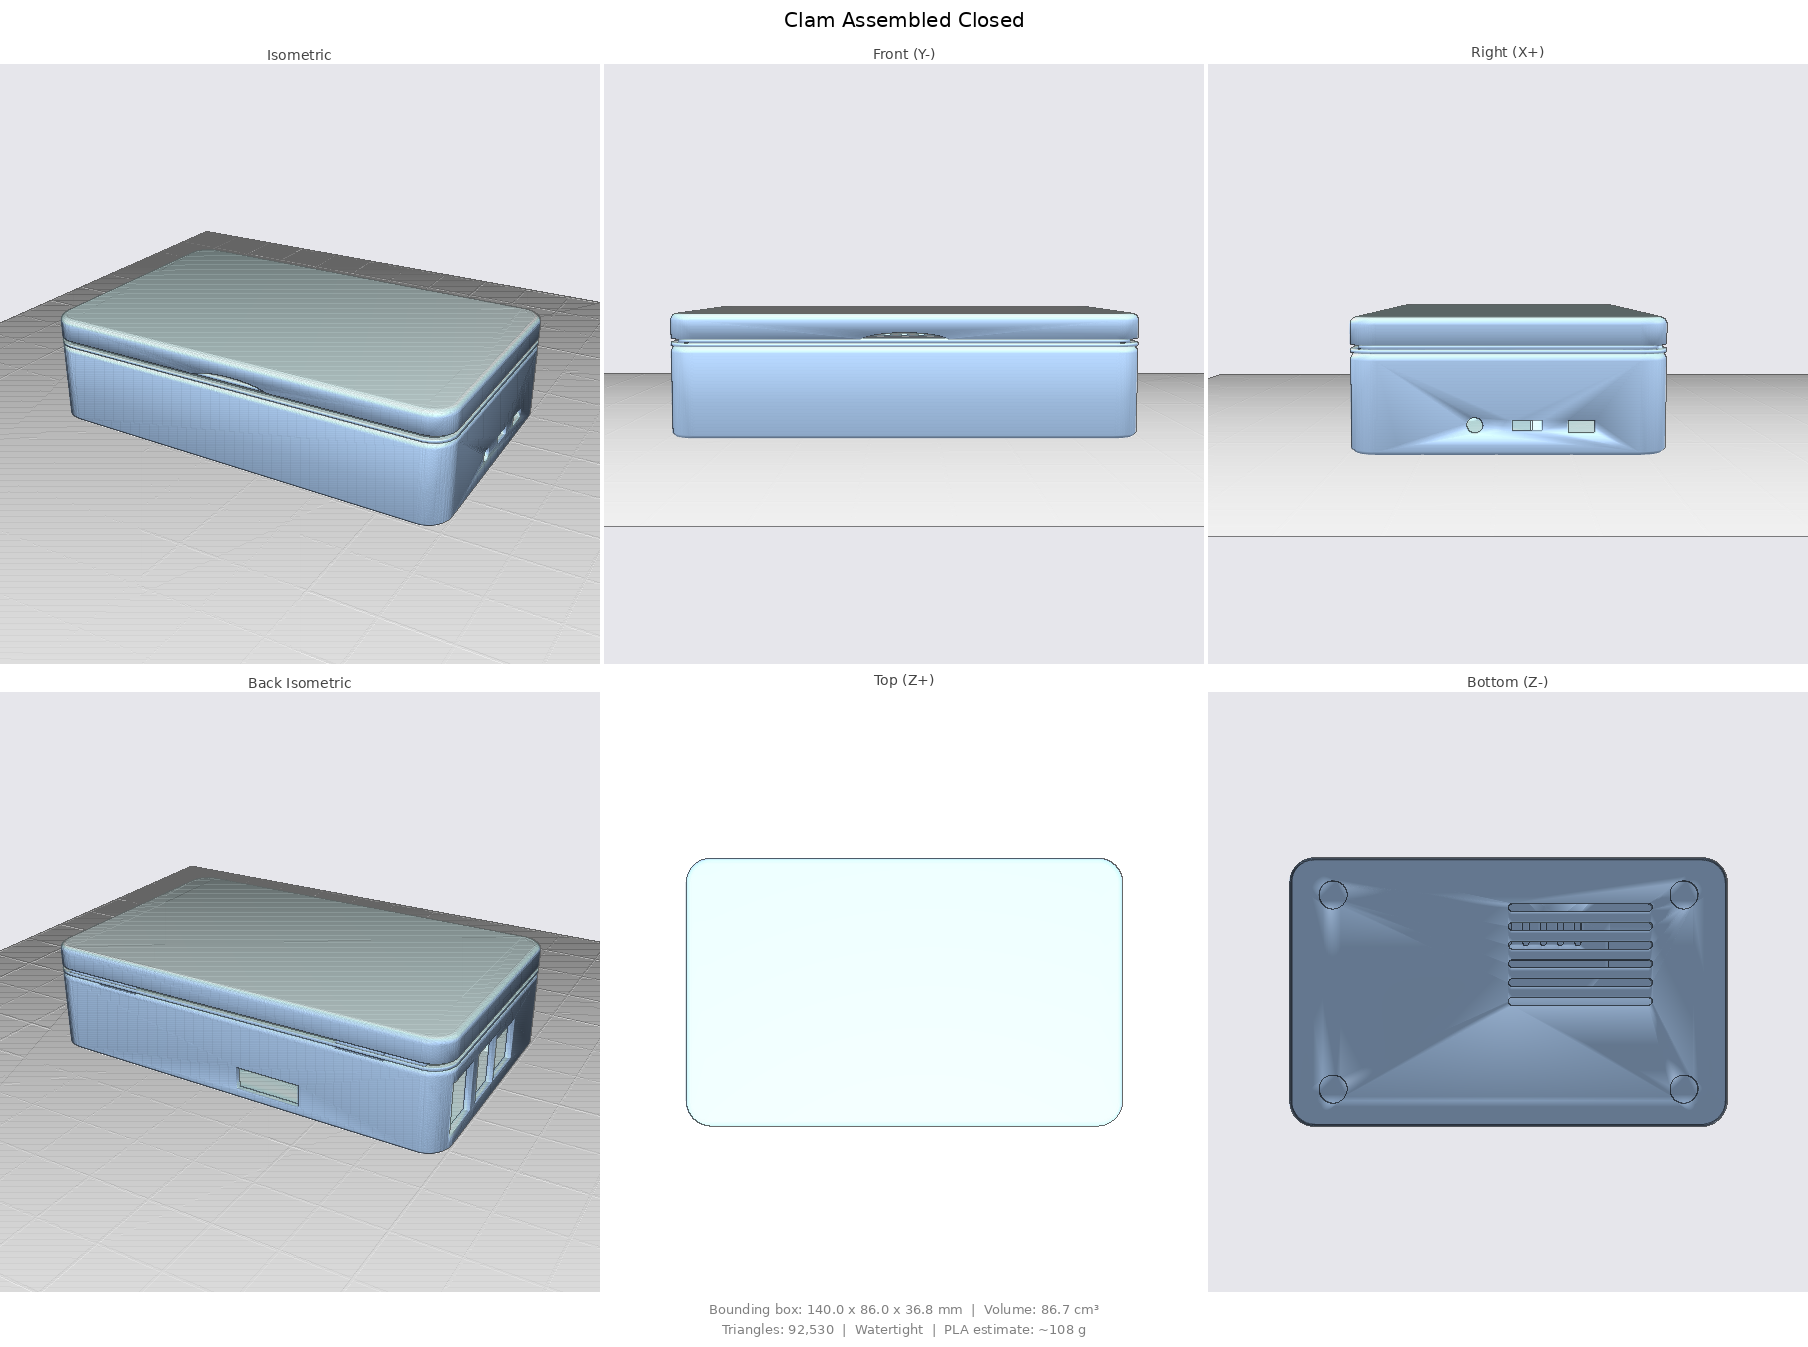 Clam Assembled Closed
Isometric
Front (Y-)
Right (X+)
Back Isometric
Top (Z+)
Bottom (Z-)
Bounding box: 140.0 x 86.0 x 36.8 mm | Volume: 86.7 cm³
Triangles: 92,530 | Watertight | PLA estimate: ~108 g